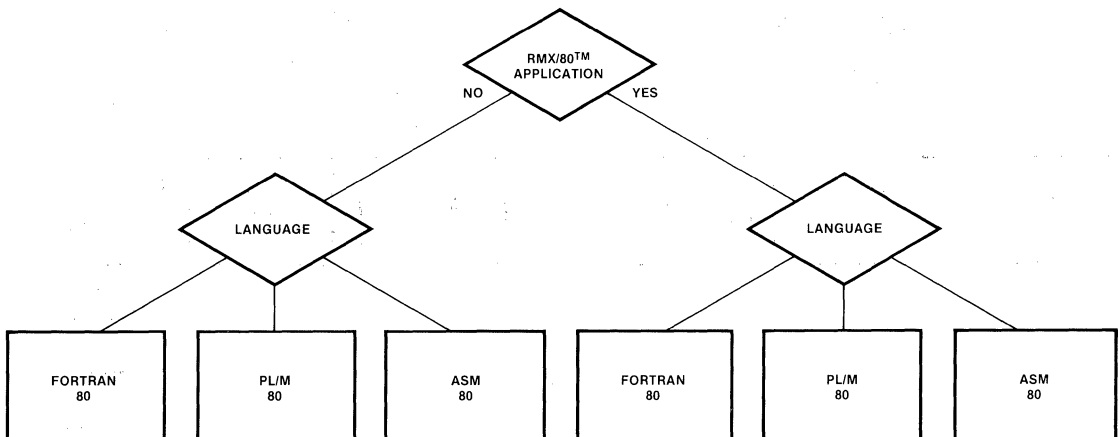 RMX/80™
APPLICATION
NO
YES
LANGUAGE
LANGUAGE
FORTRAN
80
PL/M
80
ASM
80
FORTRAN
80
PL/M
80
ASM
80